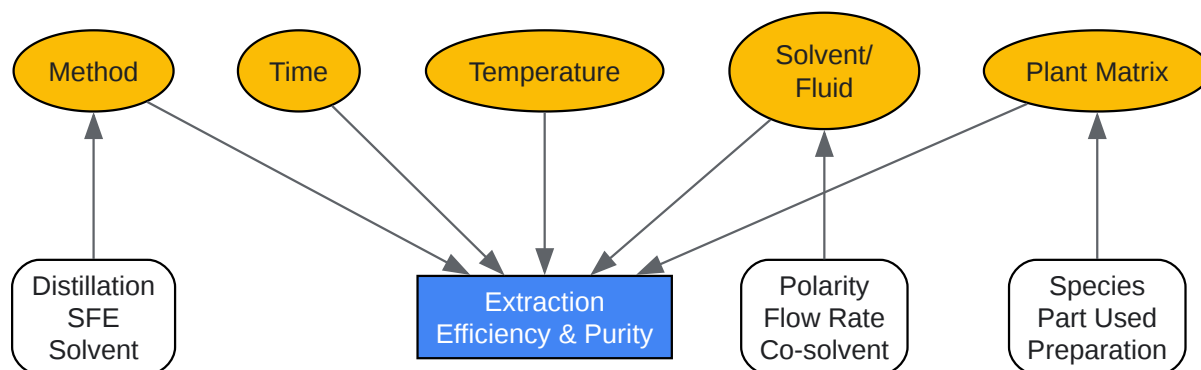 Method
Time
Temperature
Solvent/
Fluid
Plant Matrix
Distillation
SFE
Solvent
Extraction
Efficiency & Purity
Polarity
Flow Rate
Co-solvent
Species
Part Used
Preparation